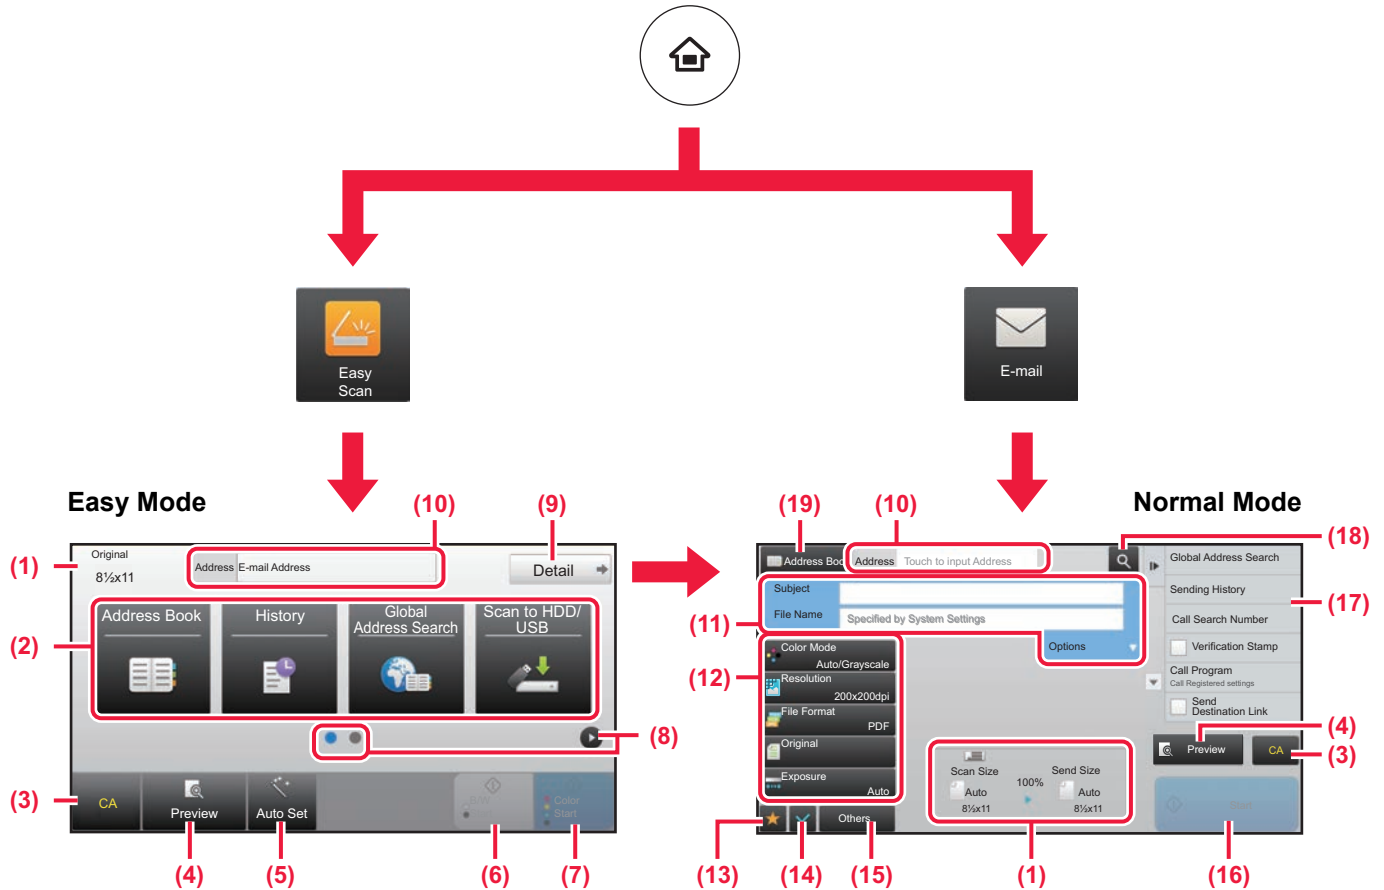 Easy
Scan
E-mail
Easy Mode
Normal Mode
(10)
(9)
(19)
(10)
(18)
(1)
Original
8½x11
Address E-mail Address
Detail
Address Book
History
Global
Address Search
Scan to HDD/
USB
(2)
(8)
(3)
CA
Preview
Auto Set
Color
Start
(4)
(5)
(6)
(7)
Address Boo
Address Touch to input Address
Subject
File Name Specified by System Settings
Options
(11)
(12)
Color Mode
Auto/Grayscale
Resolution
200x200dpi
File Format
PDF
Original
Exposure
Auto
Others
Scan Size
Auto
8½x11
100%
Send Size
Auto
8½x11
Global Address Search
Sending History
Call Search Number
Verification Stamp
Call Program
Call Registered settings
Send
Destination Link
(17)
(4)
Preview
CA
(3)
Start
(13)
(14)
(15)
(1)
(16)